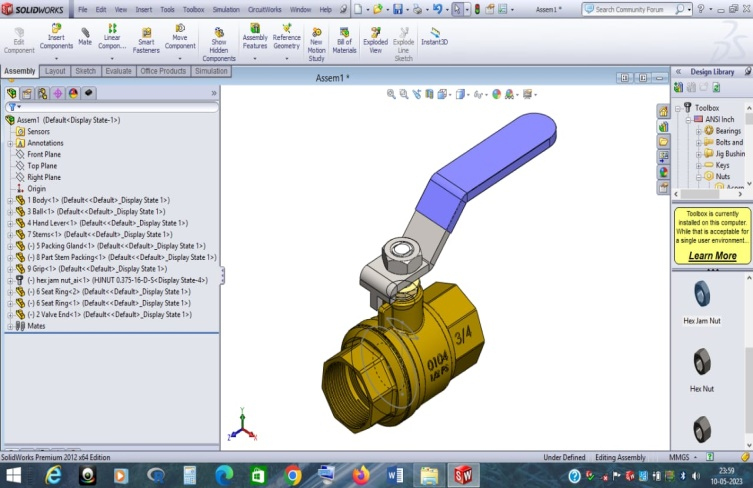 SOLIDWORKS File Edit View Insert Tools Toolbox Simulation CircuitWorks Window Help Assem1 * Search Community Forum
Edit Component
Insert Components
Mate
Linear Compon...
Smart Fasteners
Move Component
Show Hidden Components
Assembly Features
Reference Geometry
New Motion Study
Bill of Materials
Exploded View
Explode Line Sketch
Instant3D
Assembly Layout Sketch Evaluate Office Products Simulation
Assem1 *
Design Library
Assem1 (Default<Display State-1>)
Sensors
Annotations
Front Plane
Top Plane
Right Plane
Origin
1 Body<1> (Default<<Default>_Display State 1>)
3 Ball<1> (Default<<Default>_Display State 1>)
4 Hand Lever<1> (Default<<Default>_Display State 1>)
7 Stems<1> (Default<<Default>_Display State 1>)
(-) 5 Packing Gland<1> (Default<<Default>_Display State 1>)
(-) 8 Part Stem Packing<1> (Default<<Default>_Display State 1>)
9 Grip<1> (Default<<Default>_Display State 1>)
(-) hex jam nut_ai<1> (HJNUT 0.375-16-D-S<Display State-4>)
(-) 6 Seat Ring<2> (Default<<Default>_Display State 1>)
(-) 6 Seat Ring<1> (Default<<Default>_Display State 1>)
(-) 2 Valve End<1> (Default<<Default>_Display State 1>)
Mates
0104
3/4
Toolbox
ANSI Inch
Bearings
Bolts and
Jig Bushin
Keys
Nuts
Toolbox is currently
installed on this computer.
While that is acceptable for
a single user environment...
Learn More
Hex Jam Nut
Hex Nut
SolidWorks Premium 2012 x64 Edition Under Defined Editing Assembly MMGS
23:59
10-05-2023